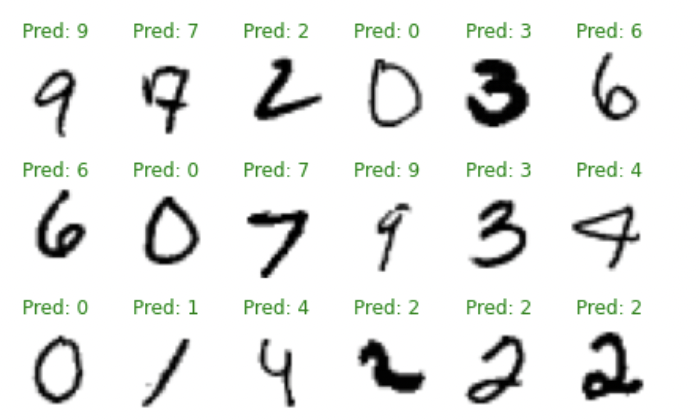 Pred: 9 Pred: 7 Pred: 2 Pred: 0 Pred: 3 Pred: 6
9 7 2 0 3 6
Pred: 6 Pred: 0 Pred: 7 Pred: 9 Pred: 3 Pred: 4
6 0 7 9 3 4
Pred: 0 Pred: 1 Pred: 4 Pred: 2 Pred: 2 Pred: 2
0 1 4 2 2 2